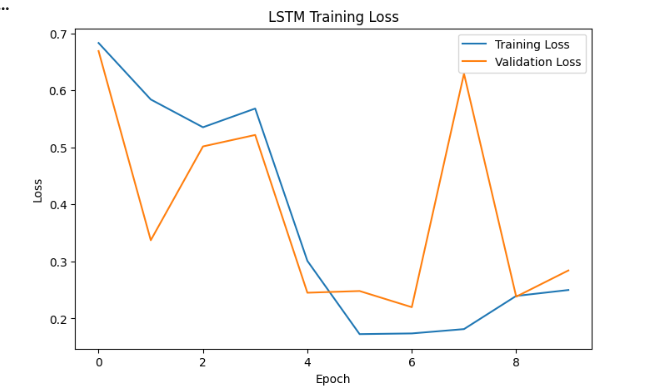 ...
LSTM Training Loss
Training Loss
Validation Loss
0.7
0.6
0.5
0.4
0.3
0.2
Loss
0 2 4 6 8
Epoch